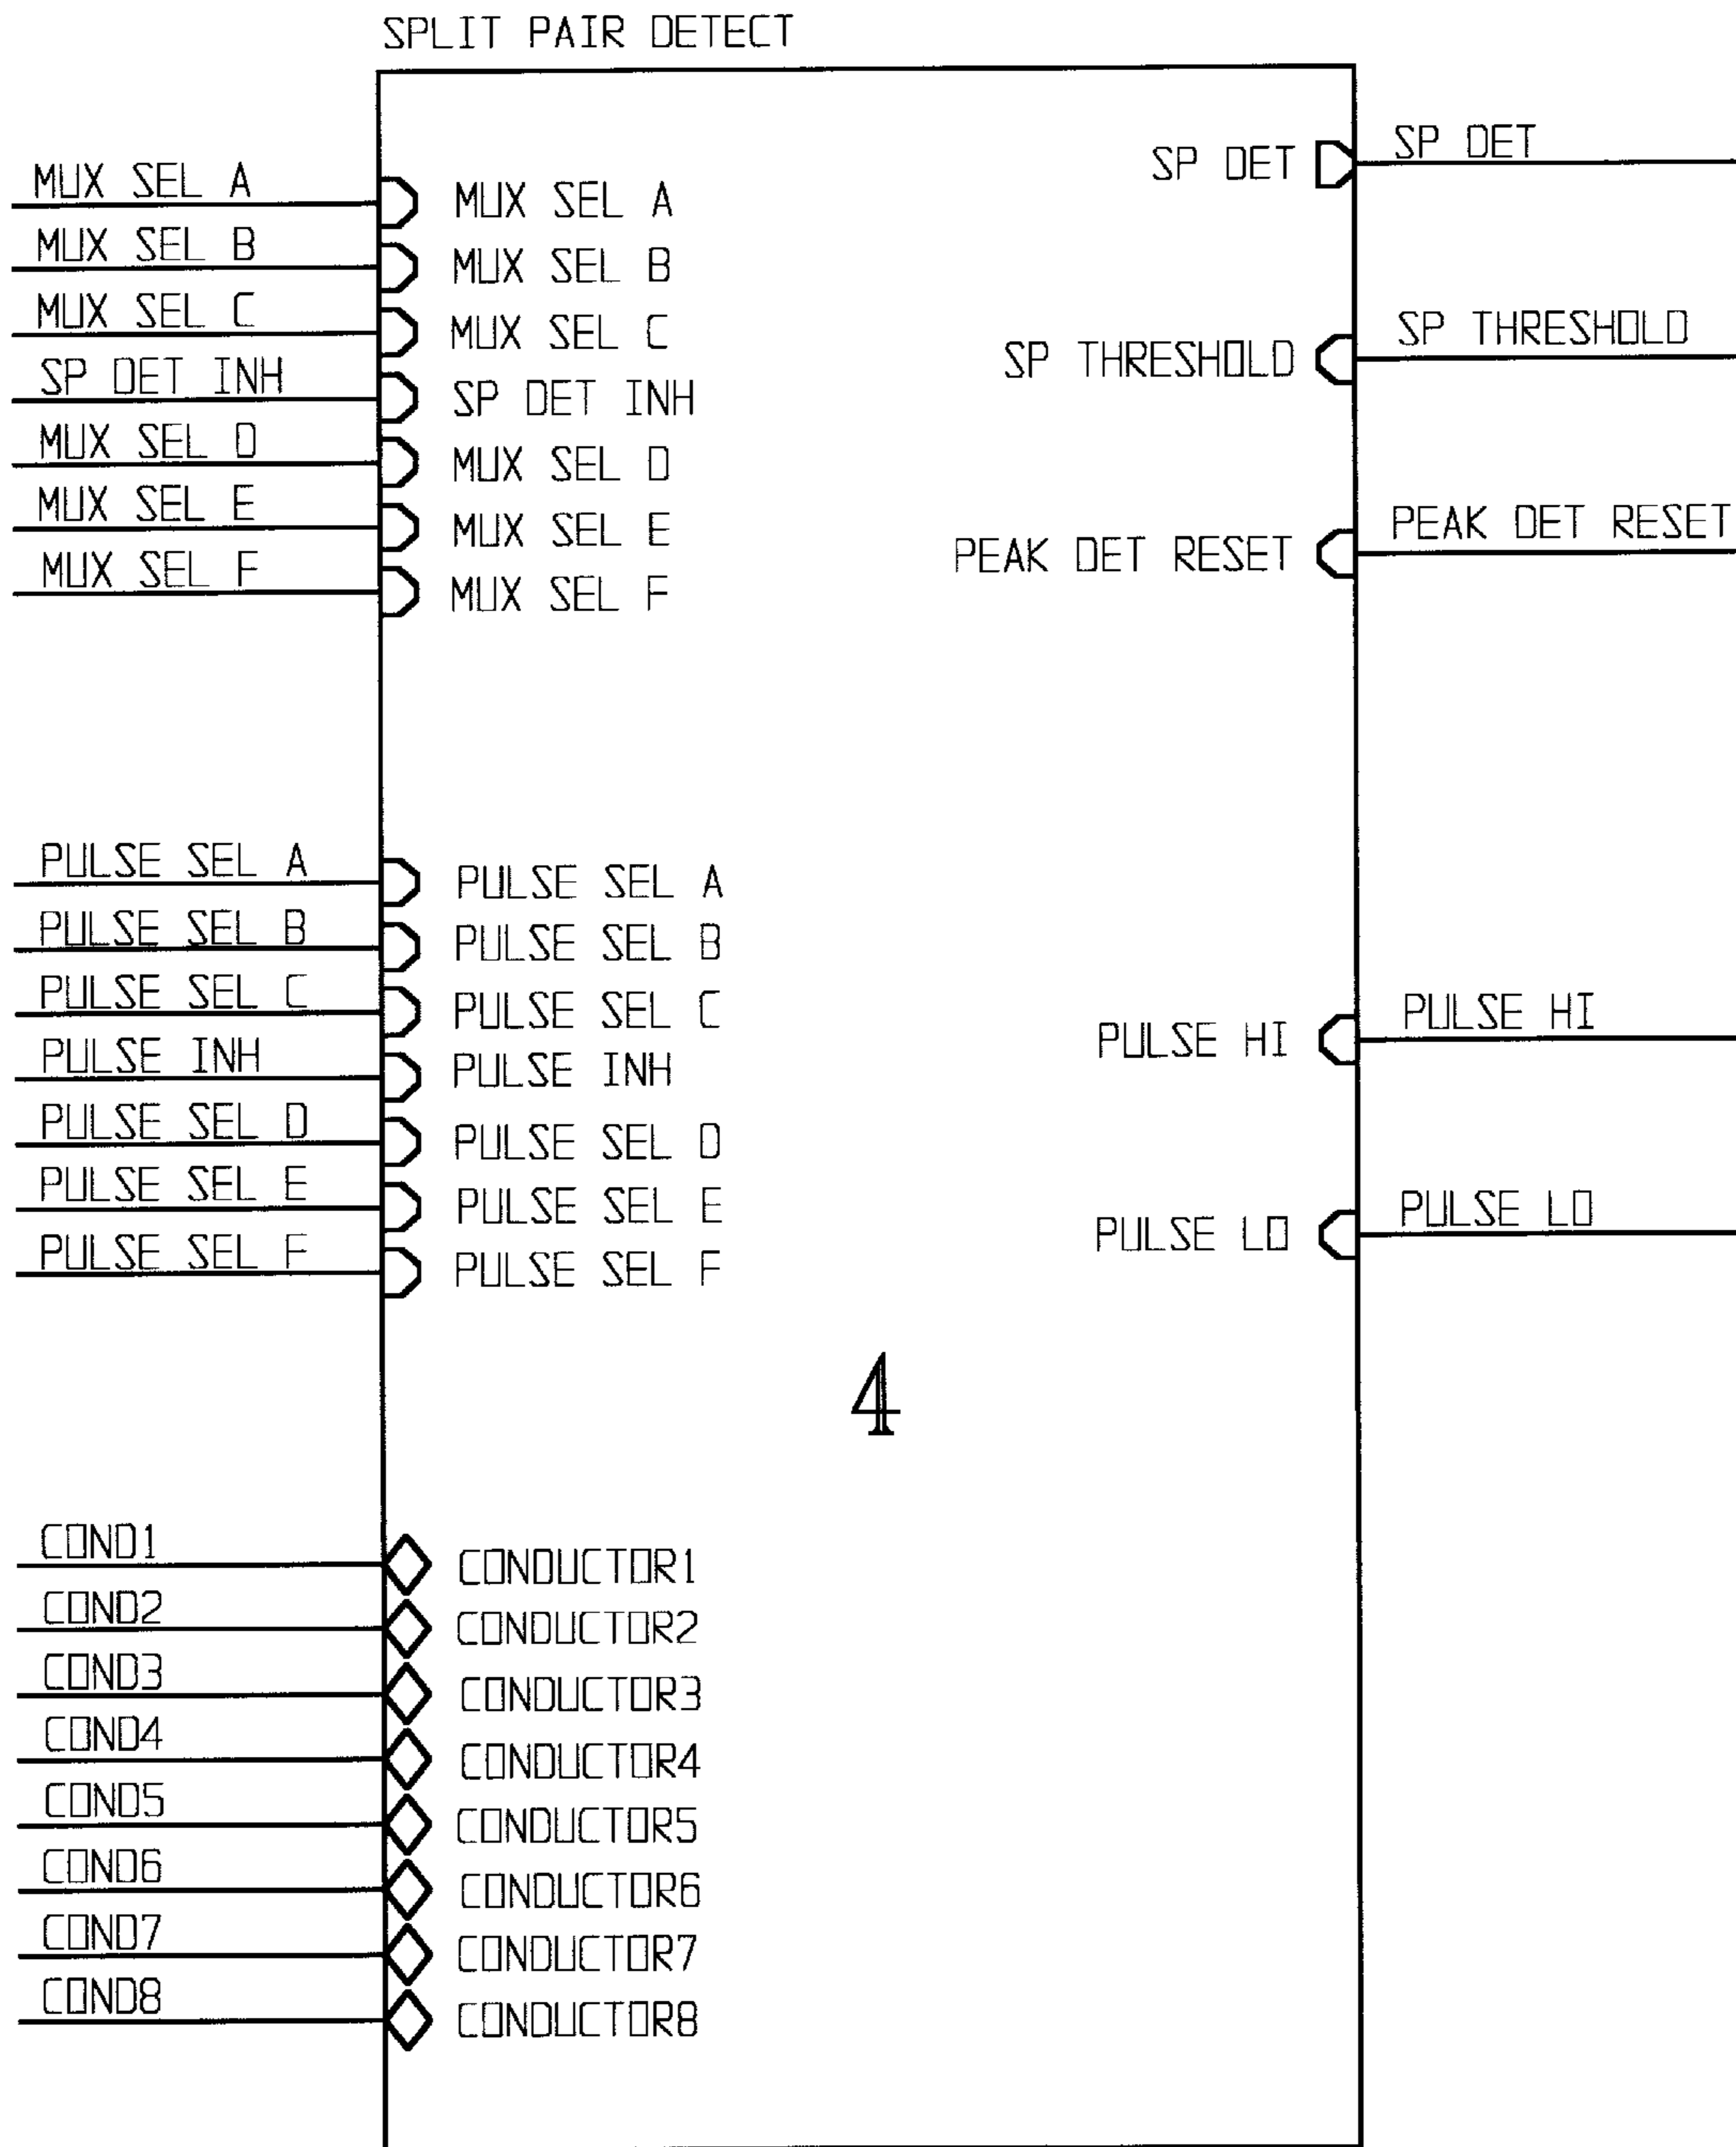 SPLIT PAIR DETECT
SP DET SP DET
MUX SEL A MUX SEL A
MUX SEL B MUX SEL B
MUX SEL C MUX SEL C
SP THRESHOLD SP THRESHOLD
SP DET INH SP DET INH
MUX SEL D MUX SEL D
MUX SEL E MUX SEL E
PEAK DET RESET PEAK DET RESET
MUX SEL F MUX SEL F
PULSE SEL A PULSE SEL A
PULSE SEL B PULSE SEL B
PULSE SEL C PULSE SEL C
PULSE HI PULSE HI
PULSE INH PULSE INH
PULSE SEL D PULSE SEL D
PULSE SEL E PULSE SEL E
PULSE LO PULSE LO
PULSE SEL F PULSE SEL F
4
COND1 CONDUCTOR1
COND2 CONDUCTOR2
COND3 CONDUCTOR3
COND4 CONDUCTOR4
COND5 CONDUCTOR5
COND6 CONDUCTOR6
COND7 CONDUCTOR7
COND8 CONDUCTOR8